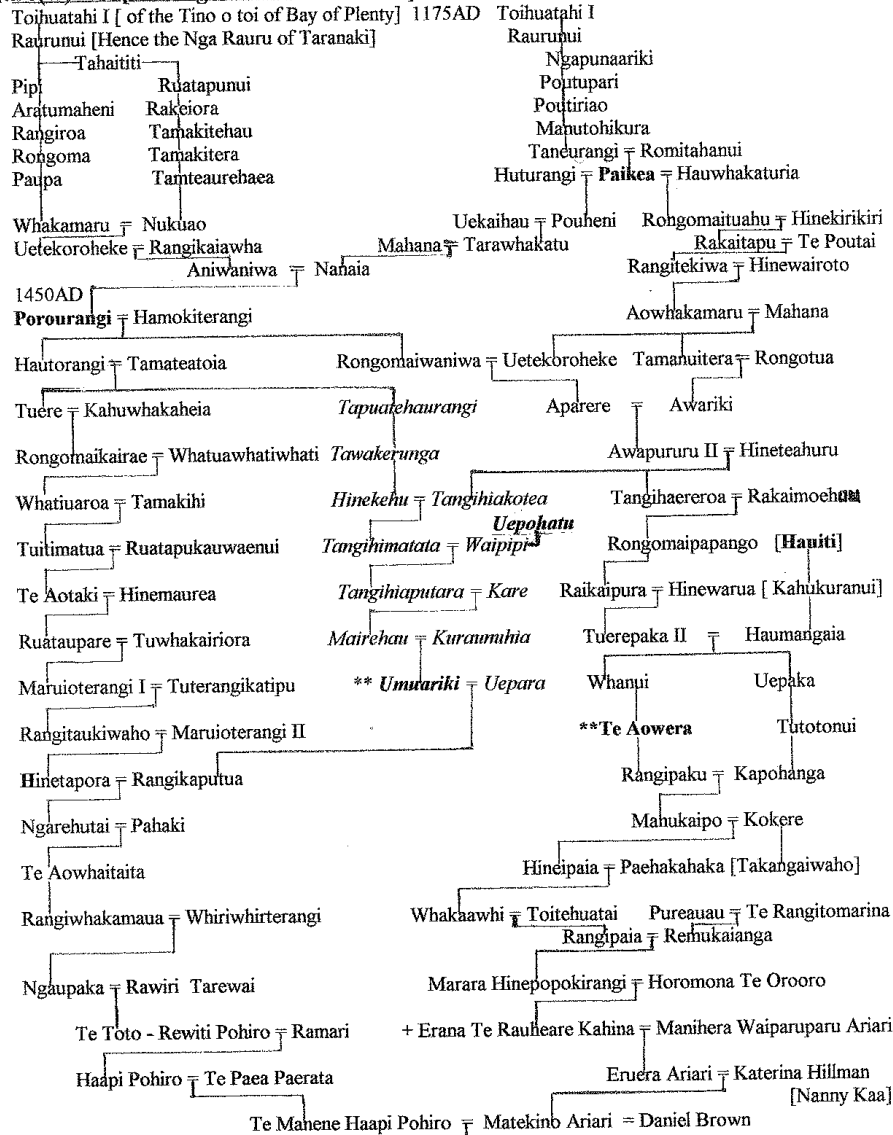 Toihuatahi I [ of the Tino o toi of Bay of Plenty] 1175AD Toihuatahi I
Raurunui [Hence the Nga Rauru of Taranaki] Raurunui
Tahaititi Ngapunaariki
Pipi Ruatapunui Poutupari
Aratumaheni Rakeiora Poutiriao
Rangiroa Tamakitehau Manutohikura
Rongoma Tamakitera Taneurangi = Romitahanui
Paupa Tamteaurehaea Huturangi = Paikea = Hauwhakaturia
Whakamaru = Nukuao Uekaihau = Pouheni Rongomaituahu = Hinekirikiri
Uetekoroheke = Rangikaiawha Mahana = Tarawhakatu Rakaitapu = Te Poutai
Aniwaniwa = Nanaia Rangitekiwa = Hinewairoto
1450AD
Porourangi = Hamokiterangi Aowhakamaru = Mahana
Hautorangi = Tamateatoia Rongomaiwaniwa = Uetekoroheke Tamanuitera = Rongotua
Tuere = Kahuwhakaheia Tapuatehaurangi Aparere = Awariki
Rongomaikairae = Whatuawhatiwhati Tawakerunga Awapururu II = Hineteahuru
Whatiuaroa = Tamakihi Hinekehu = Tangihiakotea Tangihaereroa = Rakaimoehau
Uepohatu
Tuitimatua = Ruatapukauwaenui Tangihimatata = Waipipi Rongomaipapango [Hauiti]
Te Aotaki = Hinemaurea Tangihiaputara = Kare Raikaipura = Hinewarua [ Kahukuranui]
Ruataupare = Tuwhakairiora Mairehau = Kuraunuhia Tuerepaka II = Haumangaia
Maruioterangi I = Tuterangikatipu ** Umuariki = Uepara Whanui Uepaka
Rangitaukiwaho = Maruioterangi II **Te Aowera Tutotonui
Hinetapora = Rangikaputua Rangipaku = Kapohanga
Ngarehutai = Pahaki Mahukaipo = Kokere
Te Aowhaitaita Hineipaia = Paehakahaka [Takangaiwaho]
Rangiwhakamaua = Whiriwhirterangi Whakaawhi = Toitehuatai Pureauau = Te Rangitomarina
Rangipaia = Remukaianga
Ngaupaka = Rawiri Tarewai Marara Hinepopokirangi = Horomona Te Orooro
Te Toto - Rewiti Pohiro = Ramari + Erana Te Rauheare Kahina = Manihera Waiparuparu Ariari
Haapi Pohiro = Te Paea Paerata Eruera Ariari = Katerina Hillman
[Nanny Kaa]
Te Mahene Haapi Pohiro = Matekino Ariari = Daniel Brown